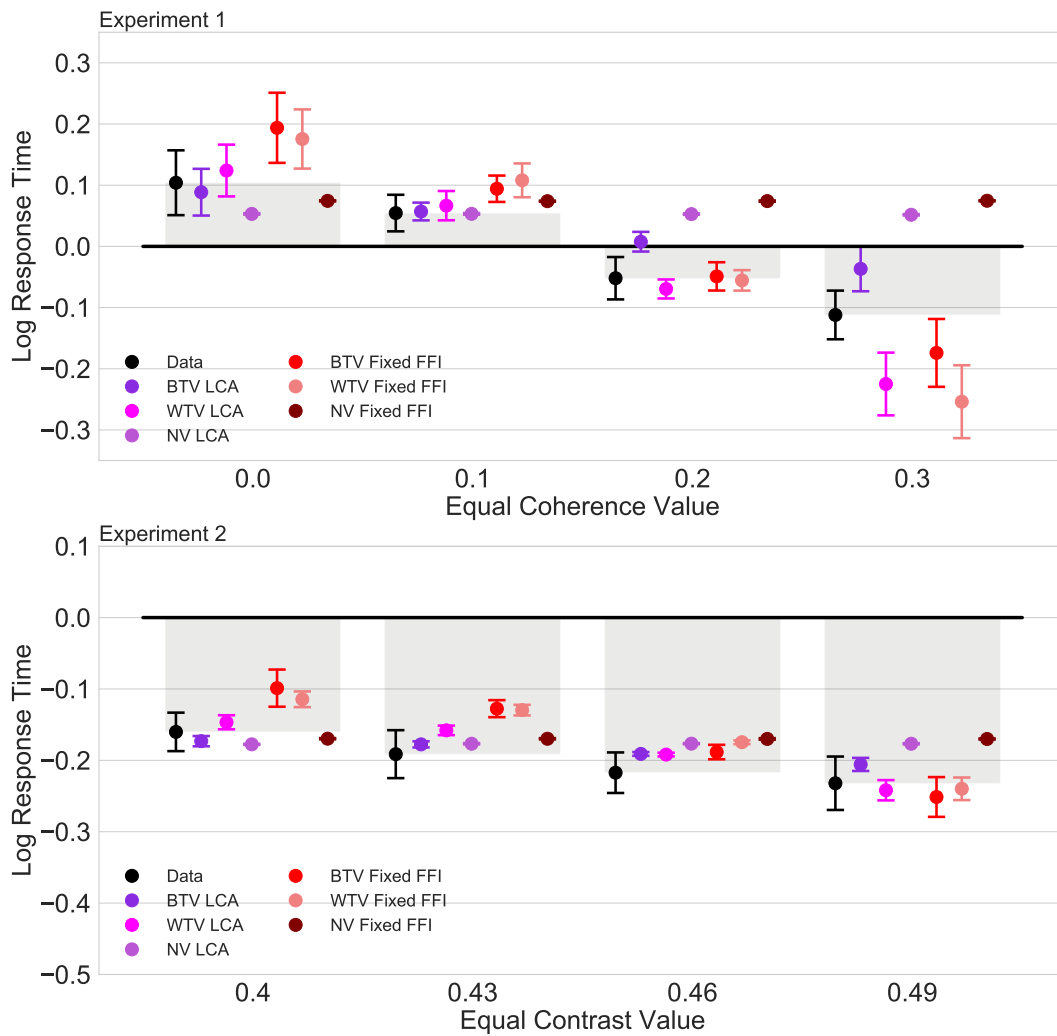 Experiment 1
0.3
0.2
0.1
0.0
−0.1
−0.2
−0.3
Log Response Time
Data
BTV LCA
WTV LCA
NV LCA
BTV Fixed FFI
WTV Fixed FFI
NV Fixed FFI
0.0 0.1 0.2 0.3
Equal Coherence Value
Experiment 2
0.1
0.0
−0.1
−0.2
−0.3
−0.4
−0.5
Log Response Time
Data
BTV LCA
WTV LCA
NV LCA
BTV Fixed FFI
WTV Fixed FFI
NV Fixed FFI
0.4 0.43 0.46 0.49
Equal Contrast Value